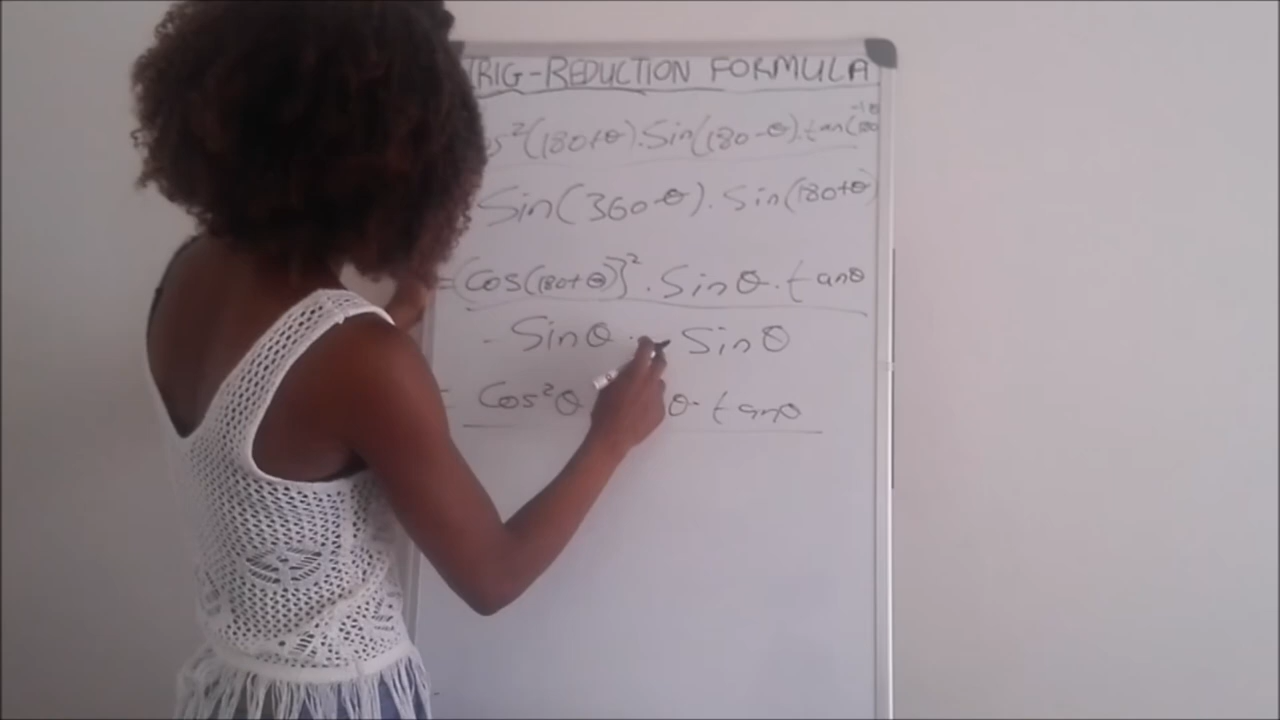 TRIG-REDUCTION FORMULA
os²(180+θ).Sin(180-θ).tan(180
Sin(360-θ).Sin(180+θ)
=(Cos(180+θ))².Sinθ.tanθ
-Sinθ.-Sinθ
= Cos²θ θ.tanθ